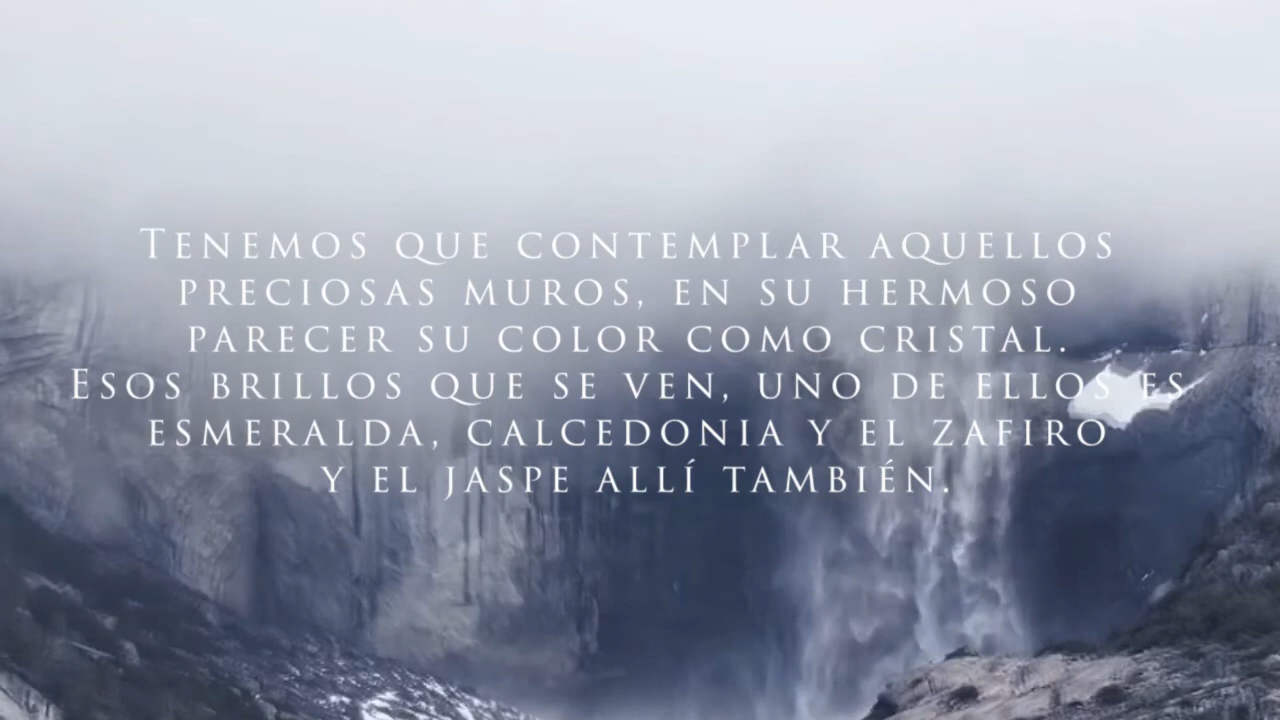 Tenemos que contemplar aquellos
preciosas muros, en su hermoso
parecer su color como cristal.
Esos brillos que se ven, uno de ellos es
esmeralda, calcedonia y el zafiro
y el jaspe allí también.